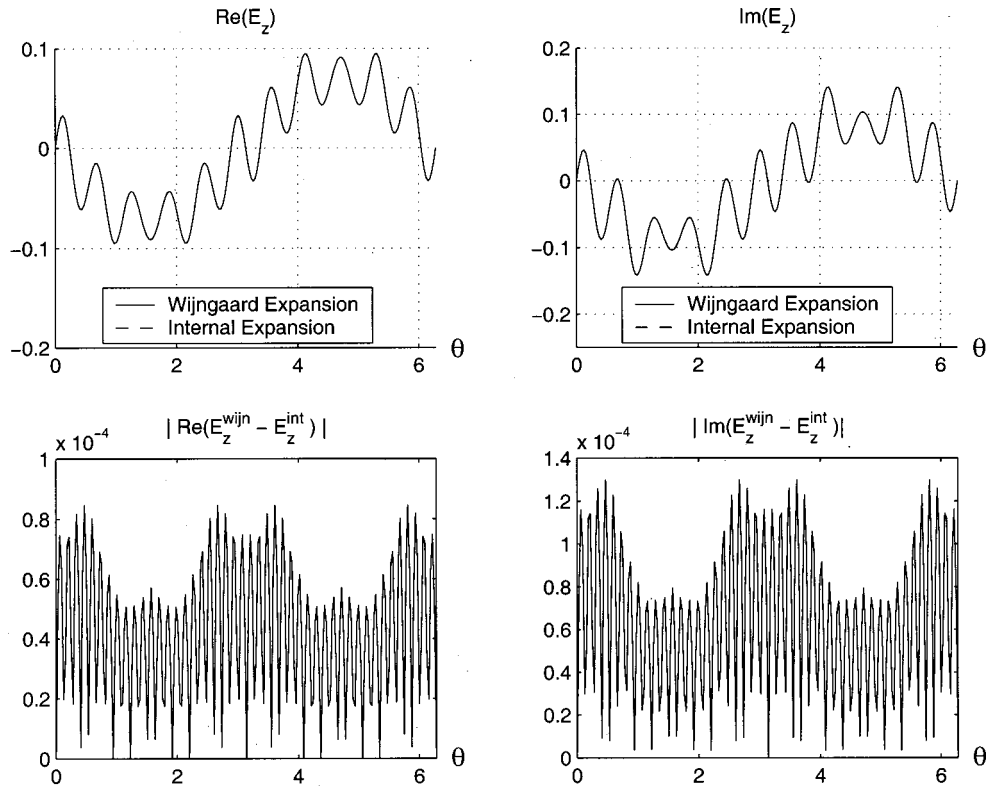 Re(E_z)
0.1
0
−0.1
−0.2
0 2 4 6 θ
Wijngaard Expansion
Internal Expansion
Im(E_z)
0.2
0.1
0
−0.1
−0.2
0 2 4 6 θ
Wijngaard Expansion
Internal Expansion
| Re(E_z^wijn − E_z^int) |
x 10^−4
1
0.8
0.6
0.4
0.2
0
0 2 4 6 θ
| Im(E_z^wijn − E_z^int)|
x 10^−4
1.4
1.2
1
0.8
0.6
0.4
0.2
0
0 2 4 6 θ